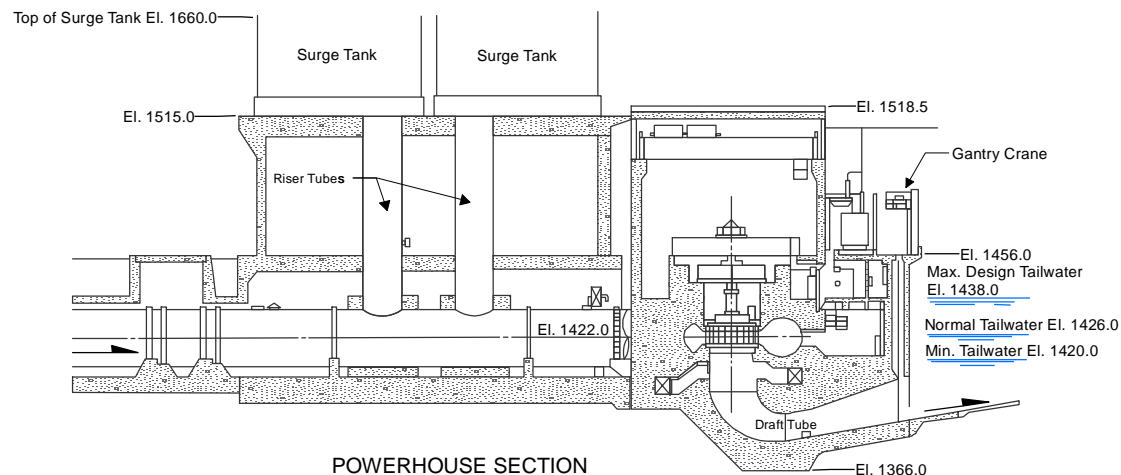 Top of Surge Tank El. 1660.0
Surge Tank
Surge Tank
El. 1515.0
El. 1518.5
Gantry Crane
Riser Tubes
El. 1456.0
Max. Design Tailwater
El. 1438.0
El. 1422.0
Normal Tailwater El. 1426.0
Min. Tailwater El. 1420.0
Draft Tube
POWERHOUSE SECTION
El. 1366.0